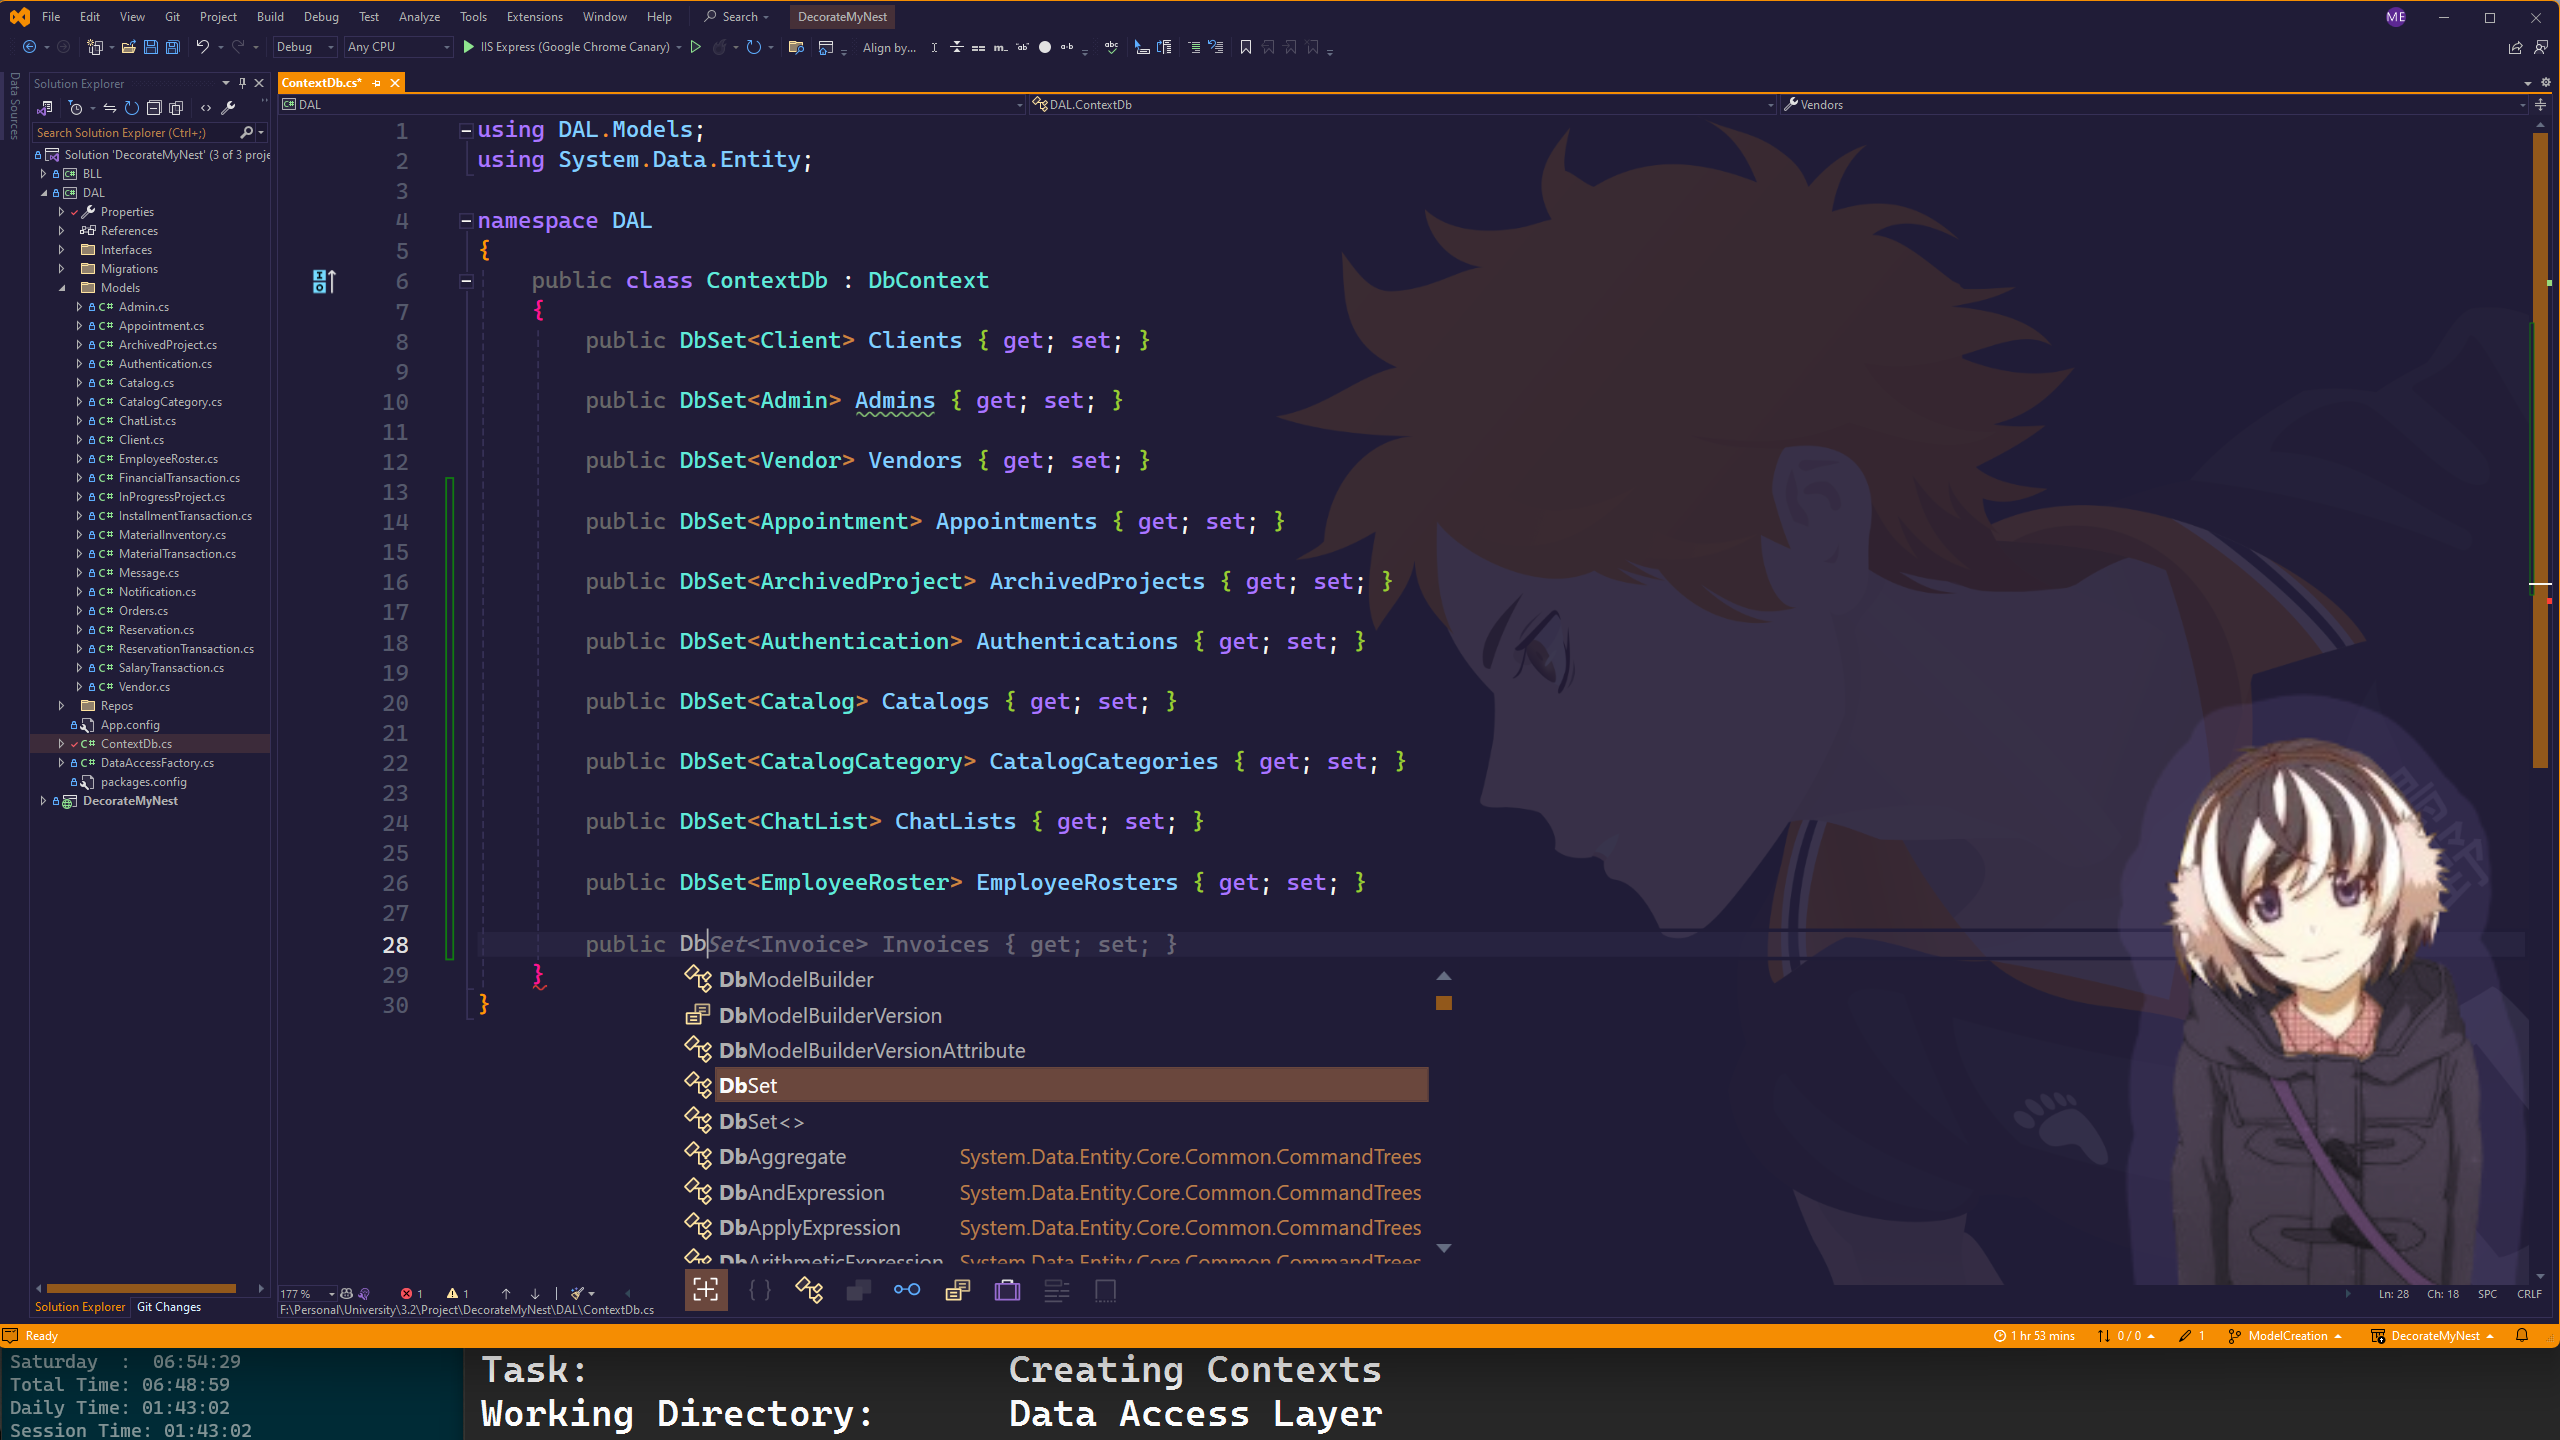 File Edit View Git Project Build Debug Test Analyze Tools Extensions Window Help Search DecorateMyNest ME
Debug Any CPU IIS Express (Google Chrome Canary) Align by...
Data Sources
Solution Explorer
Search Solution Explorer (Ctrl+;)
Solution 'DecorateMyNest' (3 of 3 proje
BLL
DAL
Properties
References
Interfaces
Migrations
Models
C# Admin.cs
C# Appointment.cs
C# ArchivedProject.cs
C# Authentication.cs
C# Catalog.cs
C# CatalogCategory.cs
C# ChatList.cs
C# Client.cs
C# EmployeeRoster.cs
C# FinancialTransaction.cs
C# InProgressProject.cs
C# InstallmentTransaction.cs
C# MaterialInventory.cs
C# MaterialTransaction.cs
C# Message.cs
C# Notification.cs
C# Orders.cs
C# Reservation.cs
C# ReservationTransaction.cs
C# SalaryTransaction.cs
C# Vendor.cs
Repos
App.config
C# ContextDb.cs
C# DataAccessFactory.cs
packages.config
DecorateMyNest
Solution Explorer Git Changes
ContextDb.cs*
DAL DAL.ContextDb Vendors
1 using DAL.Models;
2 using System.Data.Entity;
3
4 namespace DAL
5 {
6 public class ContextDb : DbContext
7 {
8 public DbSet<Client> Clients { get; set; }
9
10 public DbSet<Admin> Admins { get; set; }
11
12 public DbSet<Vendor> Vendors { get; set; }
13
14 public DbSet<Appointment> Appointments { get; set; }
15
16 public DbSet<ArchivedProject> ArchivedProjects { get; set; }
17
18 public DbSet<Authentication> Authentications { get; set; }
19
20 public DbSet<Catalog> Catalogs { get; set; }
21
22 public DbSet<CatalogCategory> CatalogCategories { get; set; }
23
24 public DbSet<ChatList> ChatLists { get; set; }
25
26 public DbSet<EmployeeRoster> EmployeeRosters { get; set; }
27
28 public DbSet<Invoice> Invoices { get; set; }
29 }
30 }
DbModelBuilder
DbModelBuilderVersion
DbModelBuilderVersionAttribute
DbSet
DbSet<>
DbAggregate System.Data.Entity.Core.Common.CommandTrees
DbAndExpression System.Data.Entity.Core.Common.CommandTrees
DbApplyExpression System.Data.Entity.Core.Common.CommandTrees
DbArithmeticExpression System.Data.Entity.Core.Common.CommandTrees
177 % 1 1 Ln: 28 Ch: 18 SPC CRLF
F:\Personal\University\3.2\Project\DecorateMyNest\DAL\ContextDb.cs
Ready 1 hr 53 mins 0 / 0 1 ModelCreation DecorateMyNest
Saturday : 06:54:29
Total Time: 06:48:59
Daily Time: 01:43:02
Session Time: 01:43:02
Task: Creating Contexts
Working Directory: Data Access Layer